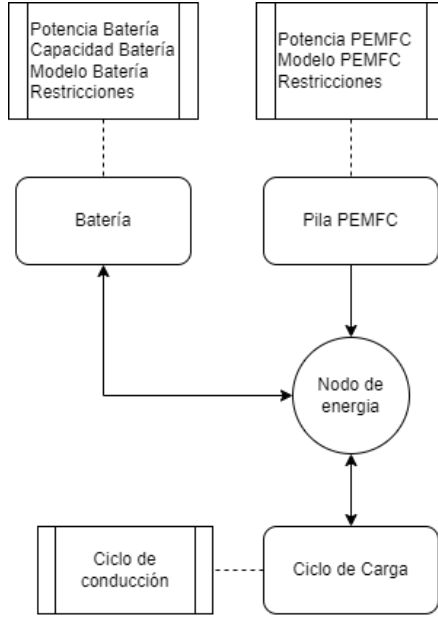 Potencia Batería
Capacidad Batería
Modelo Batería
Restricciones
Potencia PEMFC
Modelo PEMFC
Restricciones
Batería
Pila PEMFC
Nodo de
energia
Ciclo de
conducción
Ciclo de Carga